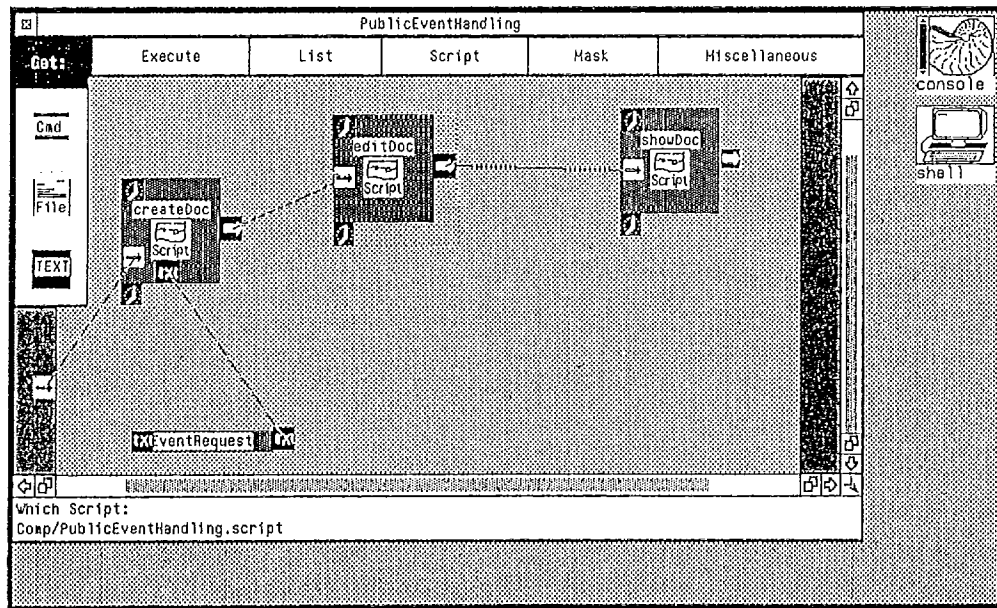 PublicEventHandling
Get: Execute List Script Mask Miscellaneous
console
Cmd
shell
editDoc
Script
showDoc
Script
File
createDoc
Script
TEXT
EventRequest
Which Script:
Comp/PublicEventHandling.script